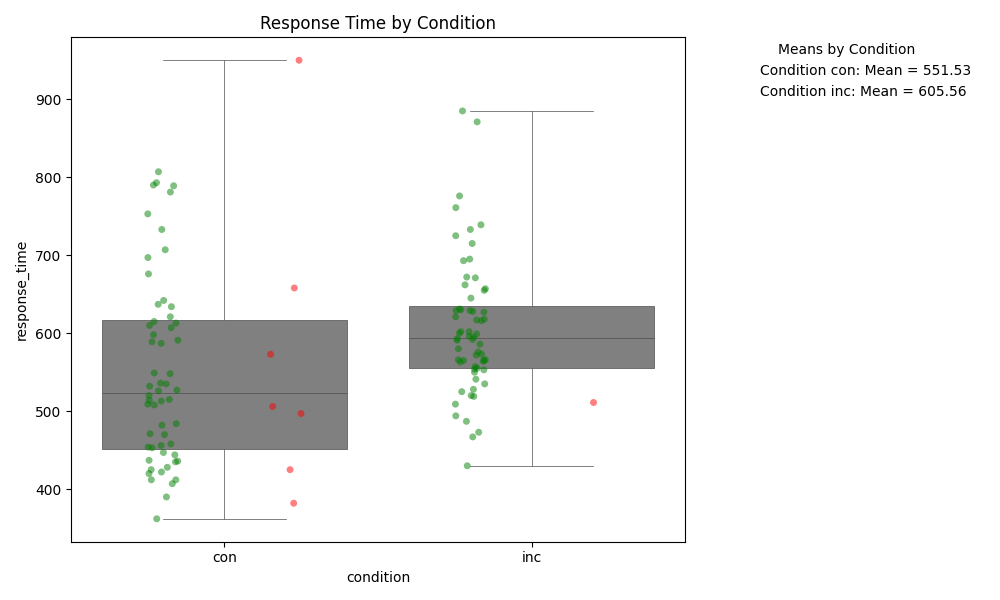 Response Time by Condition
Means by Condition
Condition con: Mean = 551.53
Condition inc: Mean = 605.56
response_time
900
800
700
600
500
400
con
inc
condition